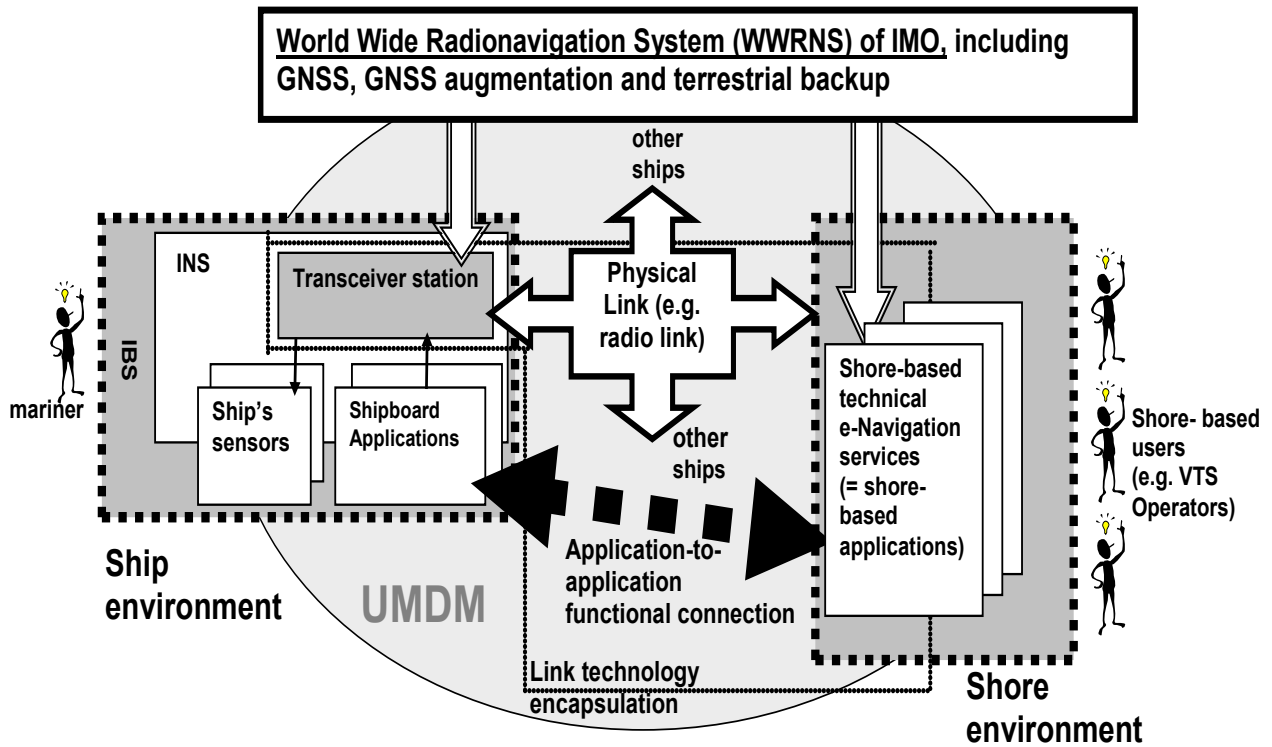 World Wide Radionavigation System (WWRNS) of IMO, including
GNSS, GNSS augmentation and terrestrial backup
other
ships
INS
Transceiver station
Physical
Link (e.g.
radio link)
IBS
mariner
Ship's
sensors
Shipboard
Applications
Shore-based
technical
e-Navigation
services
(= shore-
based
applications)
Shore- based
users
(e.g. VTS
Operators)
other
ships
Ship
environment
UMDM
Application-to-
application
functional connection
Link technology
encapsulation
Shore
environment